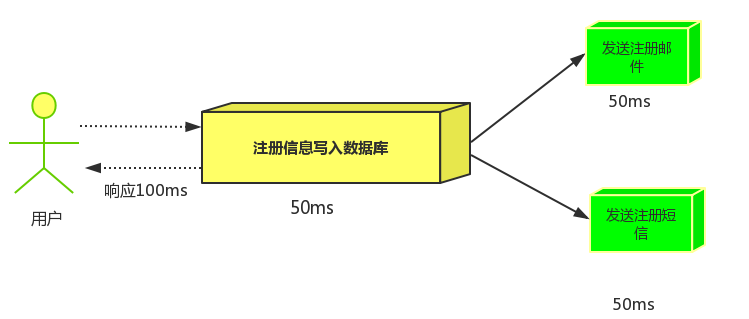 发送注册邮
件
50ms
注册信息写入数据库
响应100ms
50ms
用户
发送注册短
信
50ms